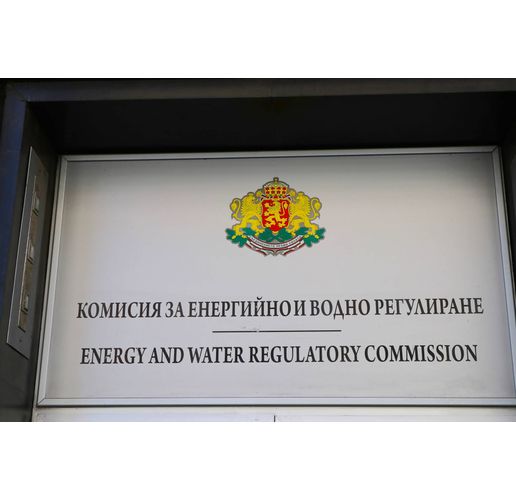 КОМИСИЯ ЗА ЕНЕРГИЙНО И ВОДНО РЕГУЛИРАНЕ
ENERGY AND WATER REGULATORY COMMISSION